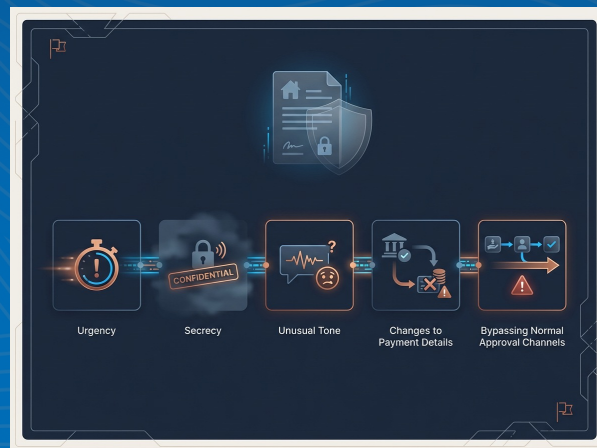 CONFIDENTIAL
Urgency
Secrecy
Unusual Tone
Changes to
Payment Details
Bypassing Normal
Approval Channels